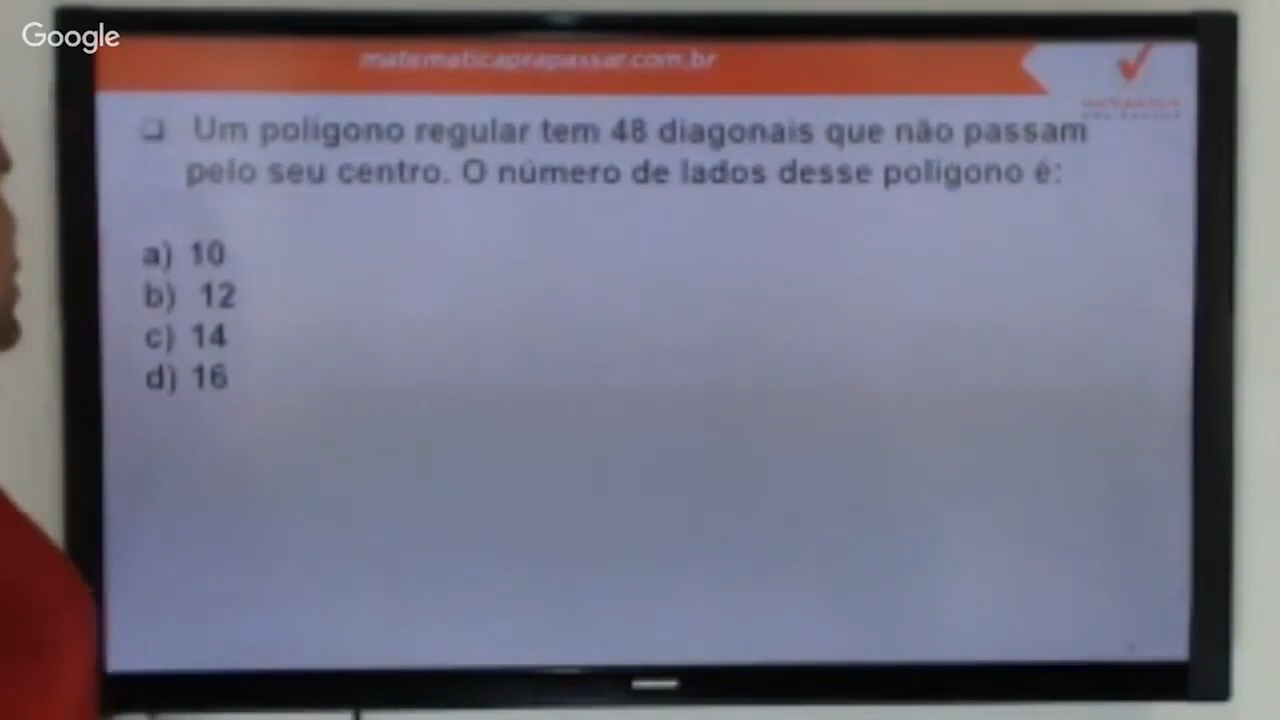 Google
matematicaprapassar.com.br
❑ Um polígono regular tem 48 diagonais que não passam
pelo seu centro. O número de lados desse polígono é:
a) 10
b) 12
c) 14
d) 16